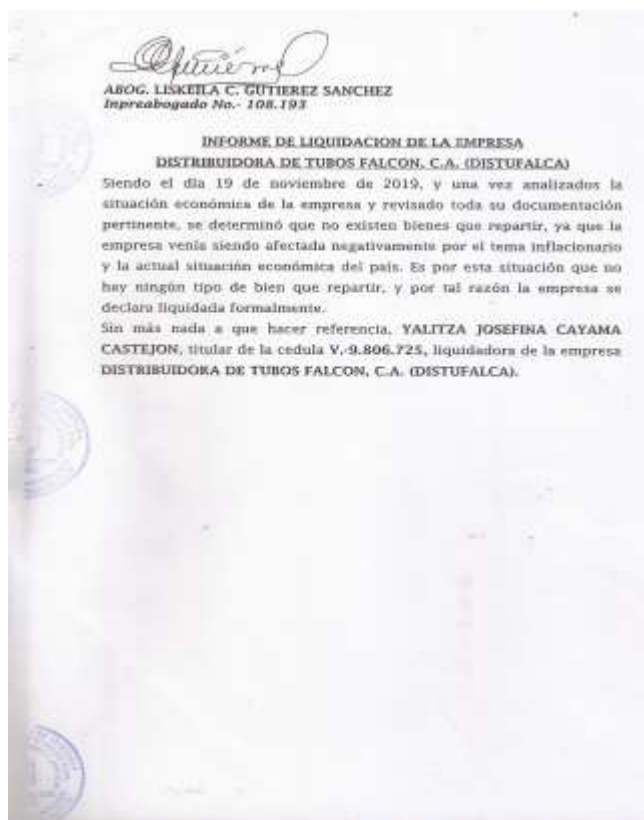 ABOG. LISKEILA C. GUTIEREZ SANCHEZ
Inpreabogado No.- 108.193
INFORME DE LIQUIDACION DE LA EMPRESA
DISTRIBUIDORA DE TUBOS FALCON, C.A. (DISTUFALCA)
Siendo el dia 19 de noviembre de 2019, y una vez analizados la
situación económica de la empresa y revisado toda su documentación
pertinente, se determinó que no existen bienes que repartir, ya que la
empresa venía siendo afectada negativamente por el tema inflacionario
y la actual situación económica del país. Es por esta situación que no
hay ningún tipo de bien que repartir, y por tal razón la empresa se
declara liquidada formalmente.
Sin más nada a que hacer referencia. YALITZA JOSEFINA CAYAMA
CASTEJON, titular de la cedula V,-9.806.725, liquidadora de la empresa
DISTRIBUIDORA DE TUBOS FALCON, C.A. (DISTUFALCA).